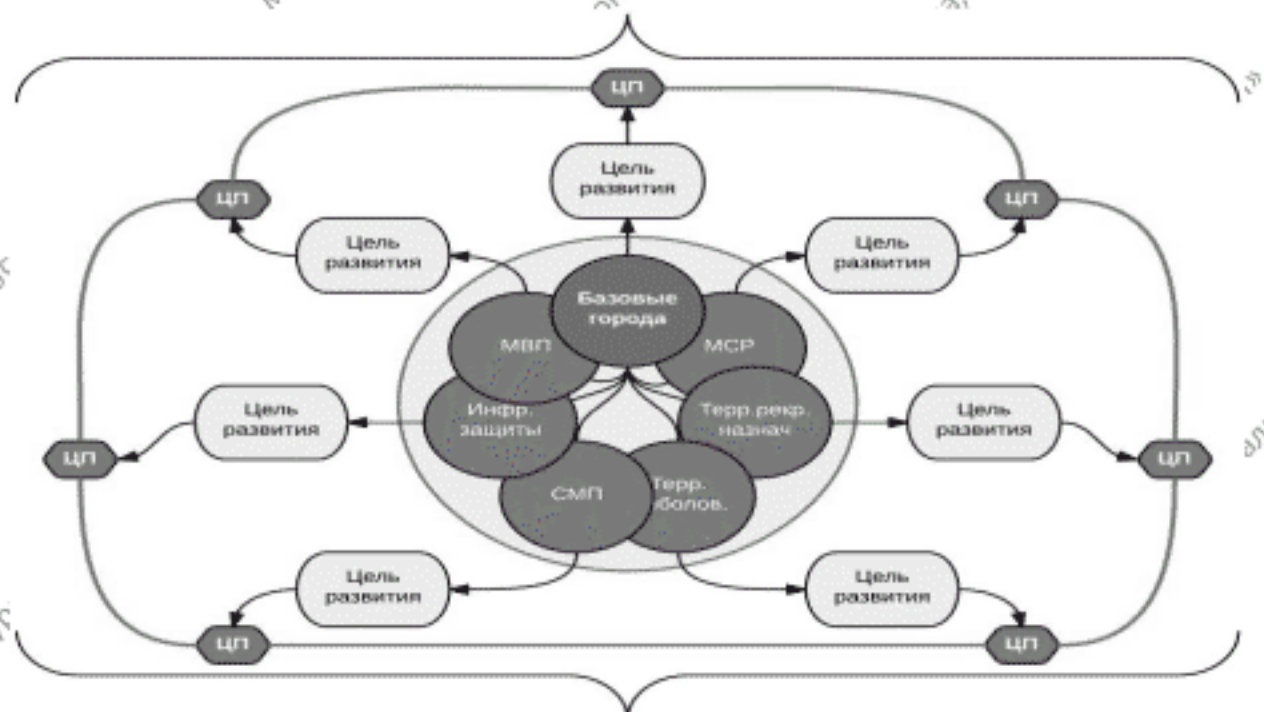 ЦП
Цель
развития
ЦП
ЦП
Цель
развития
Цель
развития
Базовые
города
МВП
МСР
Цель
развития
Инфр.
защиты
Терр.рекр.
назнач.
Цель
развития
ЦП
ЦП
СМП
Терр.
Цель
развития
Цель
развития
ЦП
ЦП